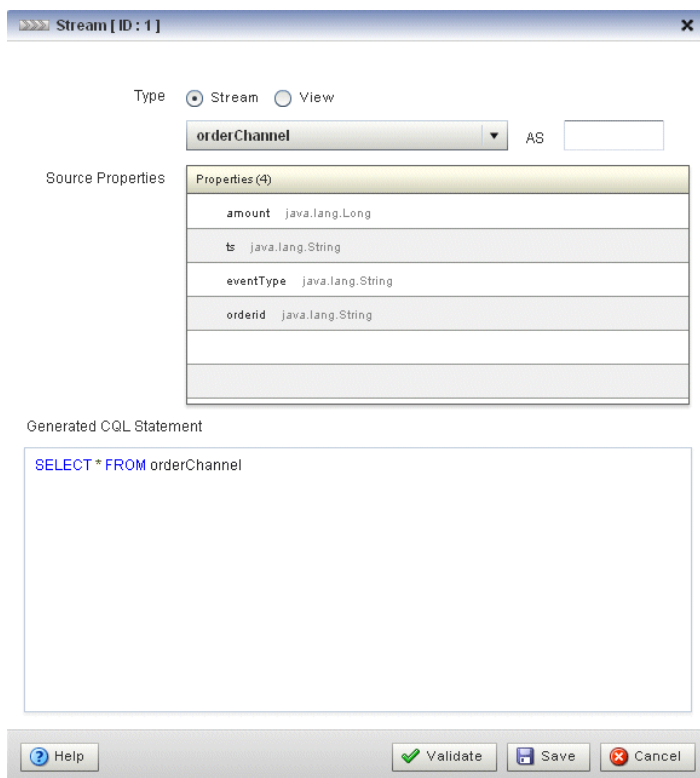 Stream [ ID : 1 ]
Type Stream View
orderChannel AS
Source Properties Properties (4)
amount java.lang.Long
ts java.lang.String
eventType java.lang.String
orderid java.lang.String
Generated CQL Statement
SELECT * FROM orderChannel
Help Validate Save Cancel